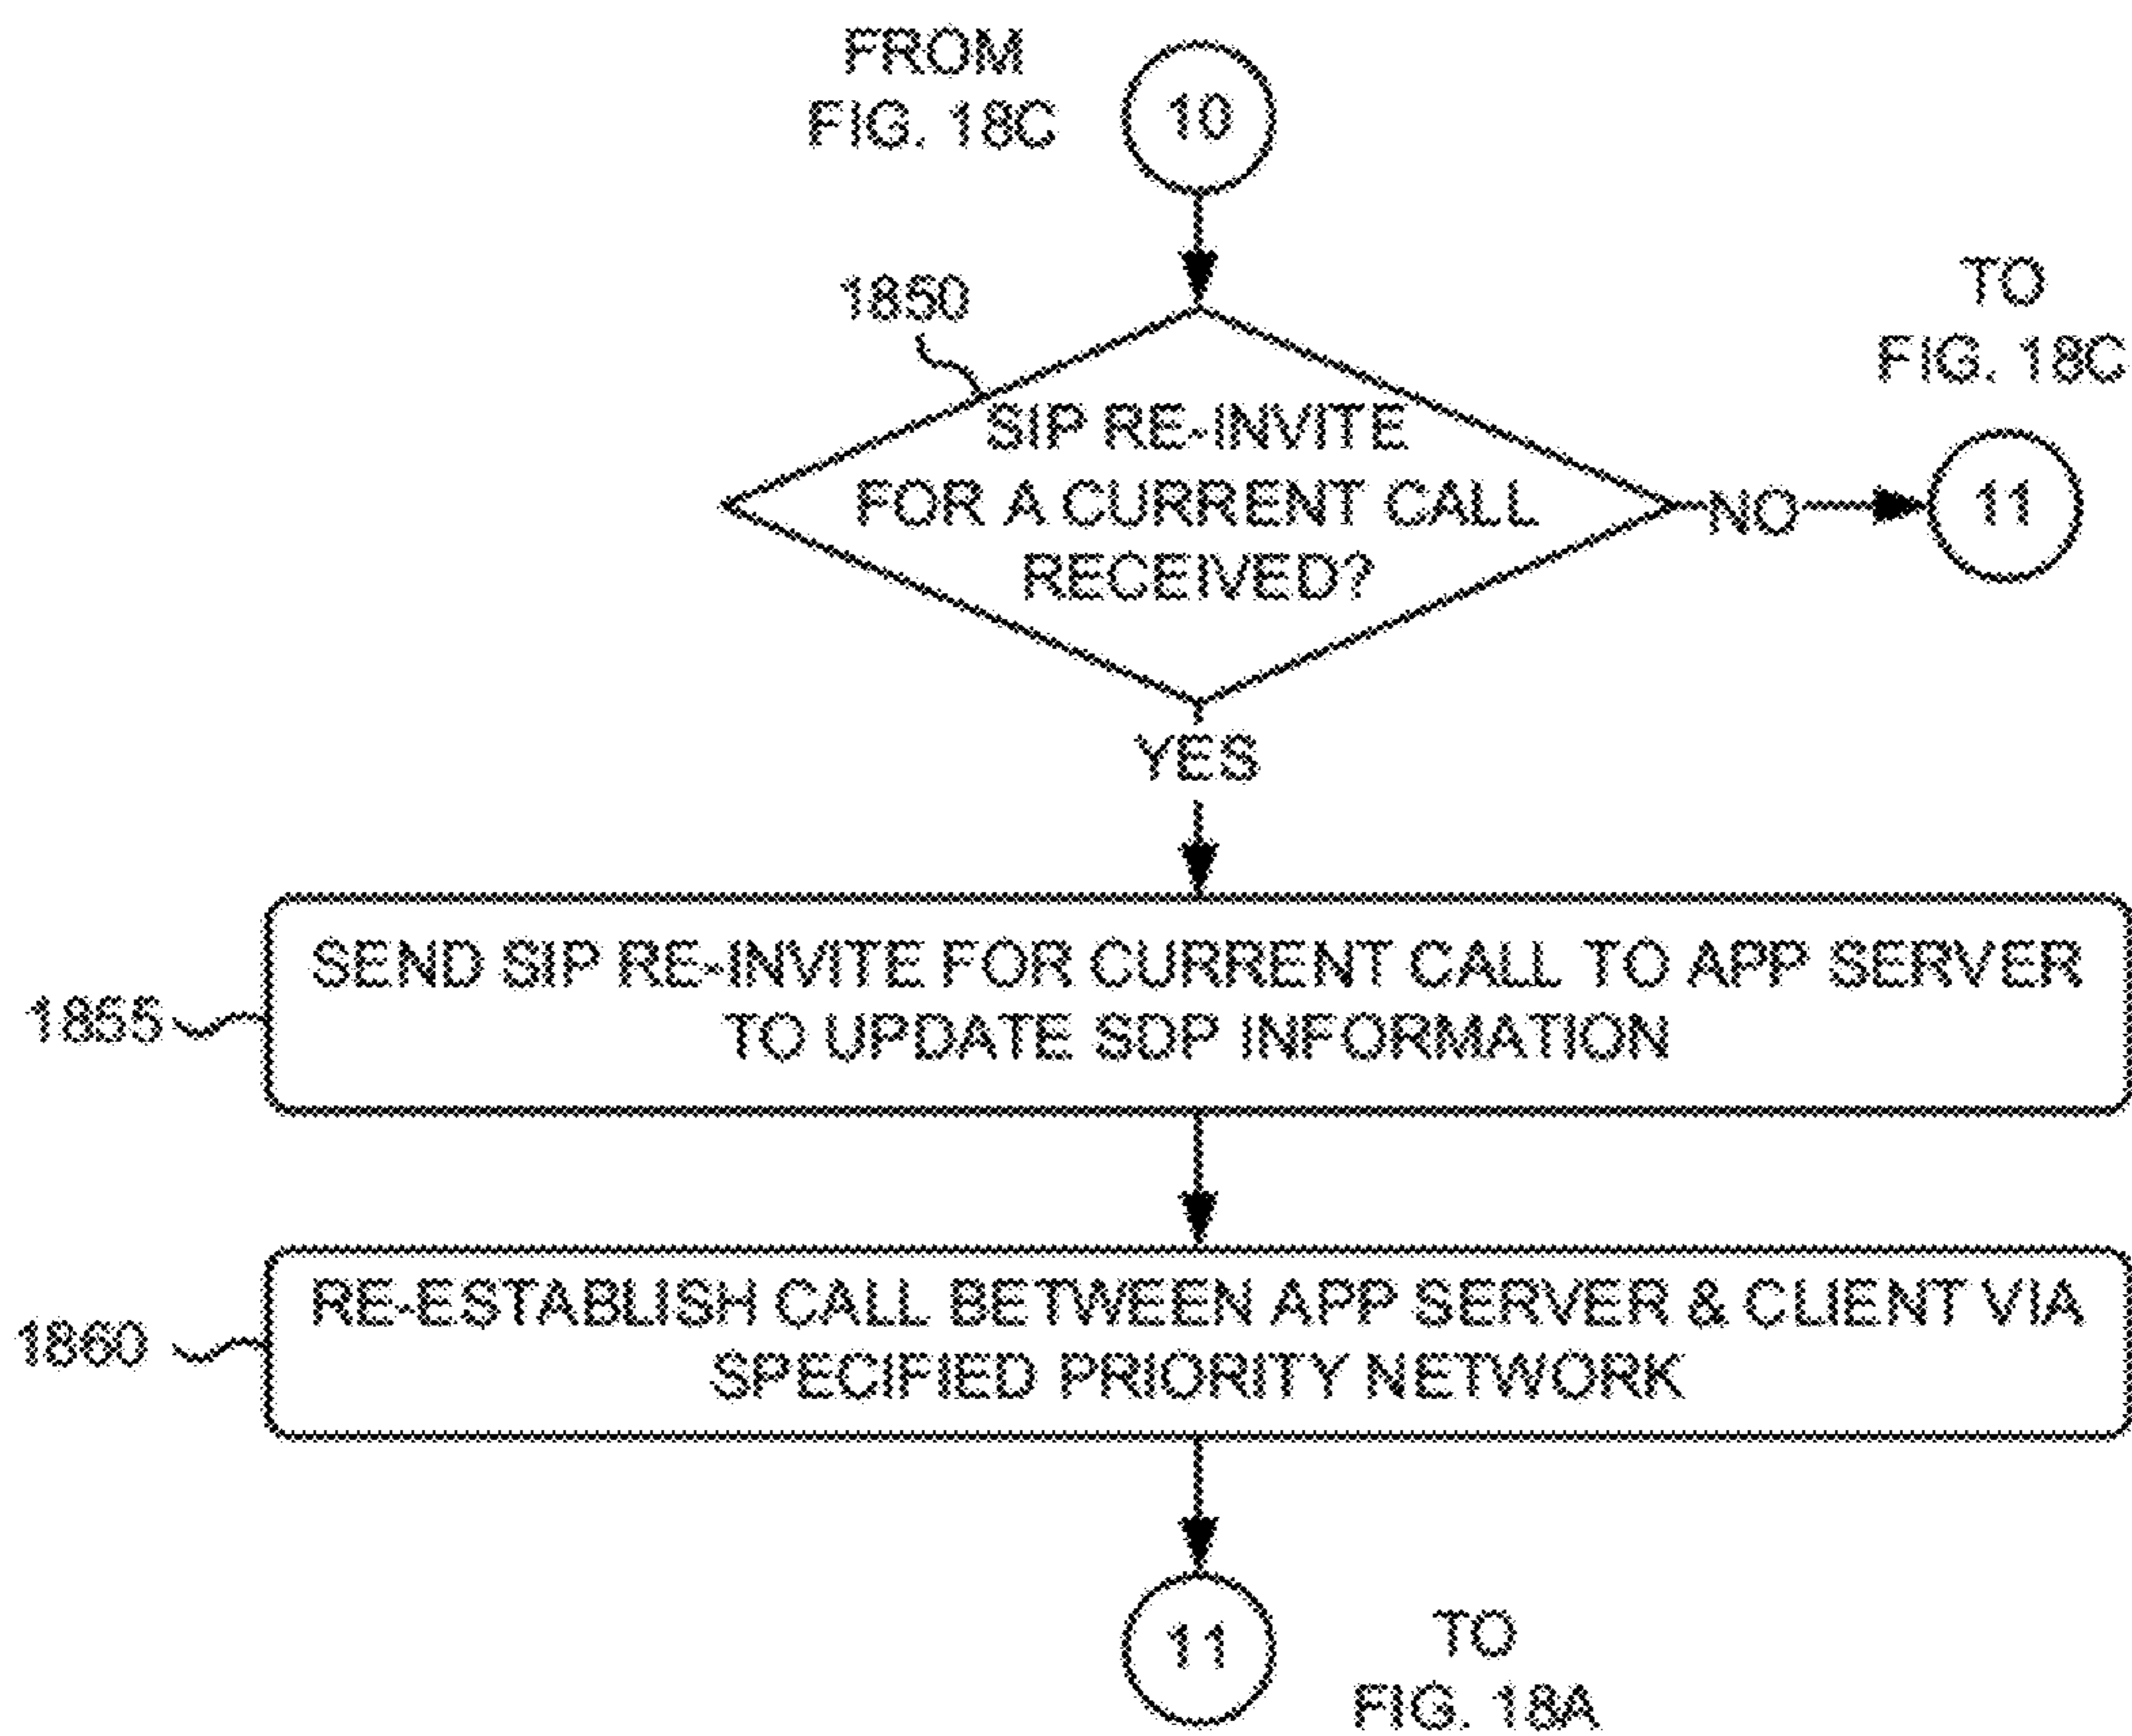 FROM
FIG. 18C
10
1850
TO
FIG. 18C
SIP RE-INVITE
FOR A CURRENT CALL
RECEIVED?
NO
11
YES
SEND SIP RE-INVITE FOR CURRENT CALL TO APP SERVER
TO UPDATE SDP INFORMATION
1855
RE-ESTABLISH CALL BETWEEN APP SERVER & CLIENT VIA
SPECIFIED PRIORITY NETWORK
1860
11
TO
FIG. 18A